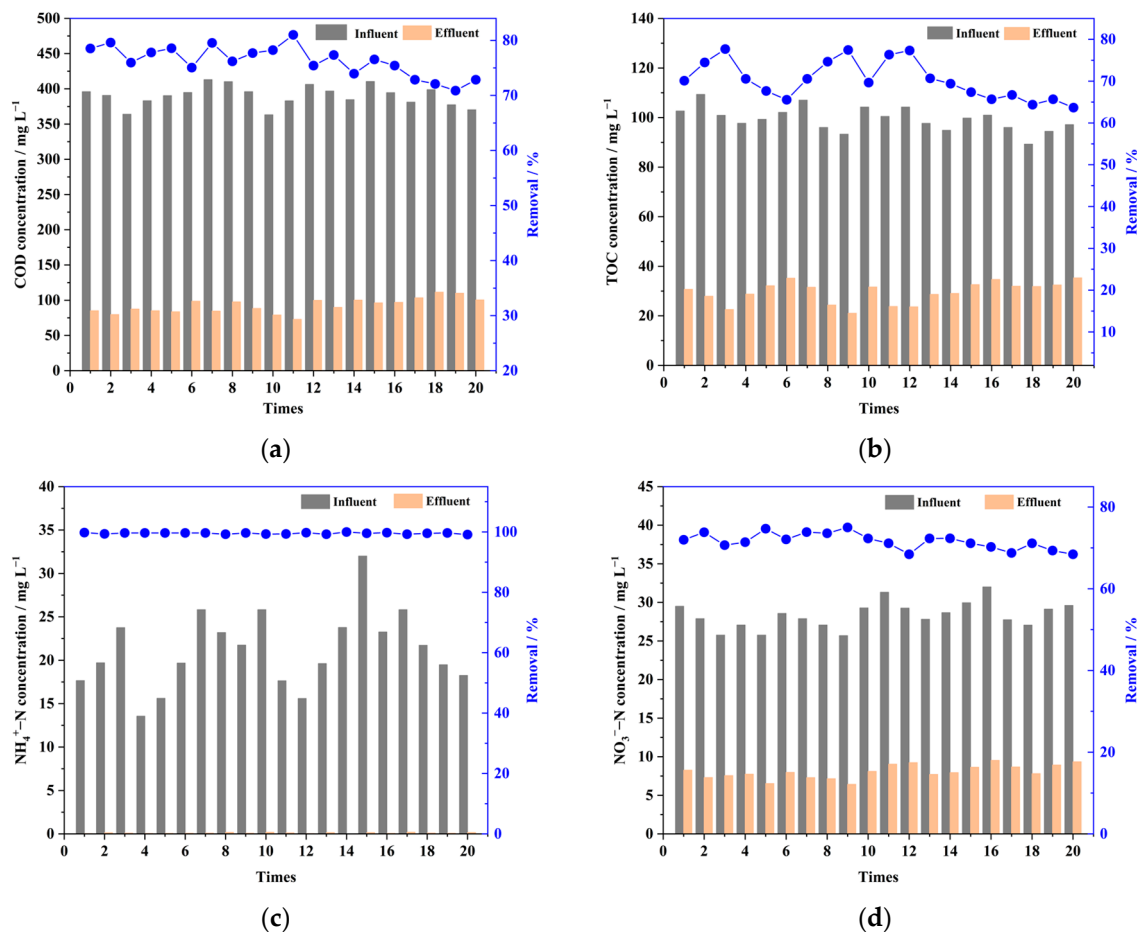 500
450
400
350
300
250
200
150
100
50
0
COD concentration / mg L⁻¹
Influent Effluent
80
70
60
50
40
30
20
Removal / %
0 2 4 6 8 10 12 14 16 18 20
Times
(a)
140
120
100
80
60
40
20
0
TOC concentration / mg L⁻¹
Influent Effluent
80
70
60
50
40
30
20
10
Removal / %
0 2 4 6 8 10 12 14 16 18 20
Times
(b)
40
35
30
25
20
15
10
5
0
NH₄⁺−N concentration / mg L⁻¹
Influent Effluent
100
80
60
40
20
0
Removal / %
0 2 4 6 8 10 12 14 16 18 20
Times
(c)
45
40
35
30
25
20
15
10
5
0
NO₃⁻−N concentration / mg L⁻¹
Influent Effluent
80
60
40
20
0
Removal / %
0 2 4 6 8 10 12 14 16 18 20
Times
(d)